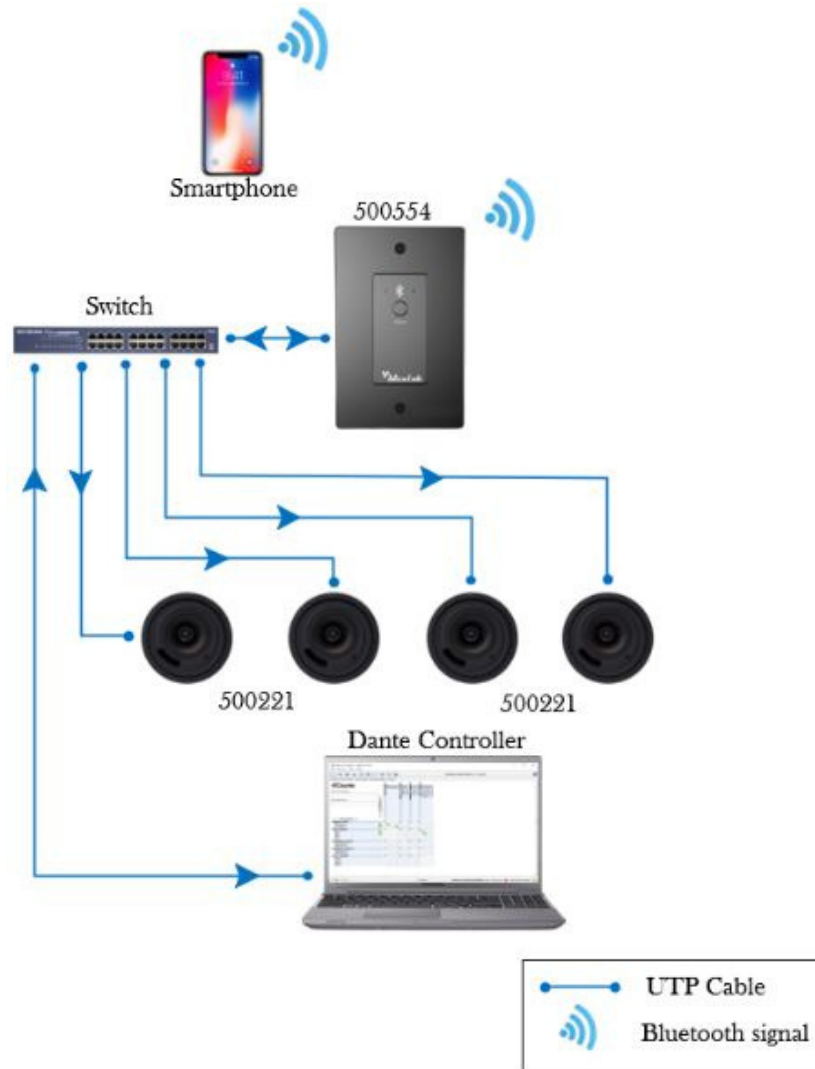 Smartphone
500554
Switch
500221
500221
Dante Controller
UTP Cable
Bluetooth signal